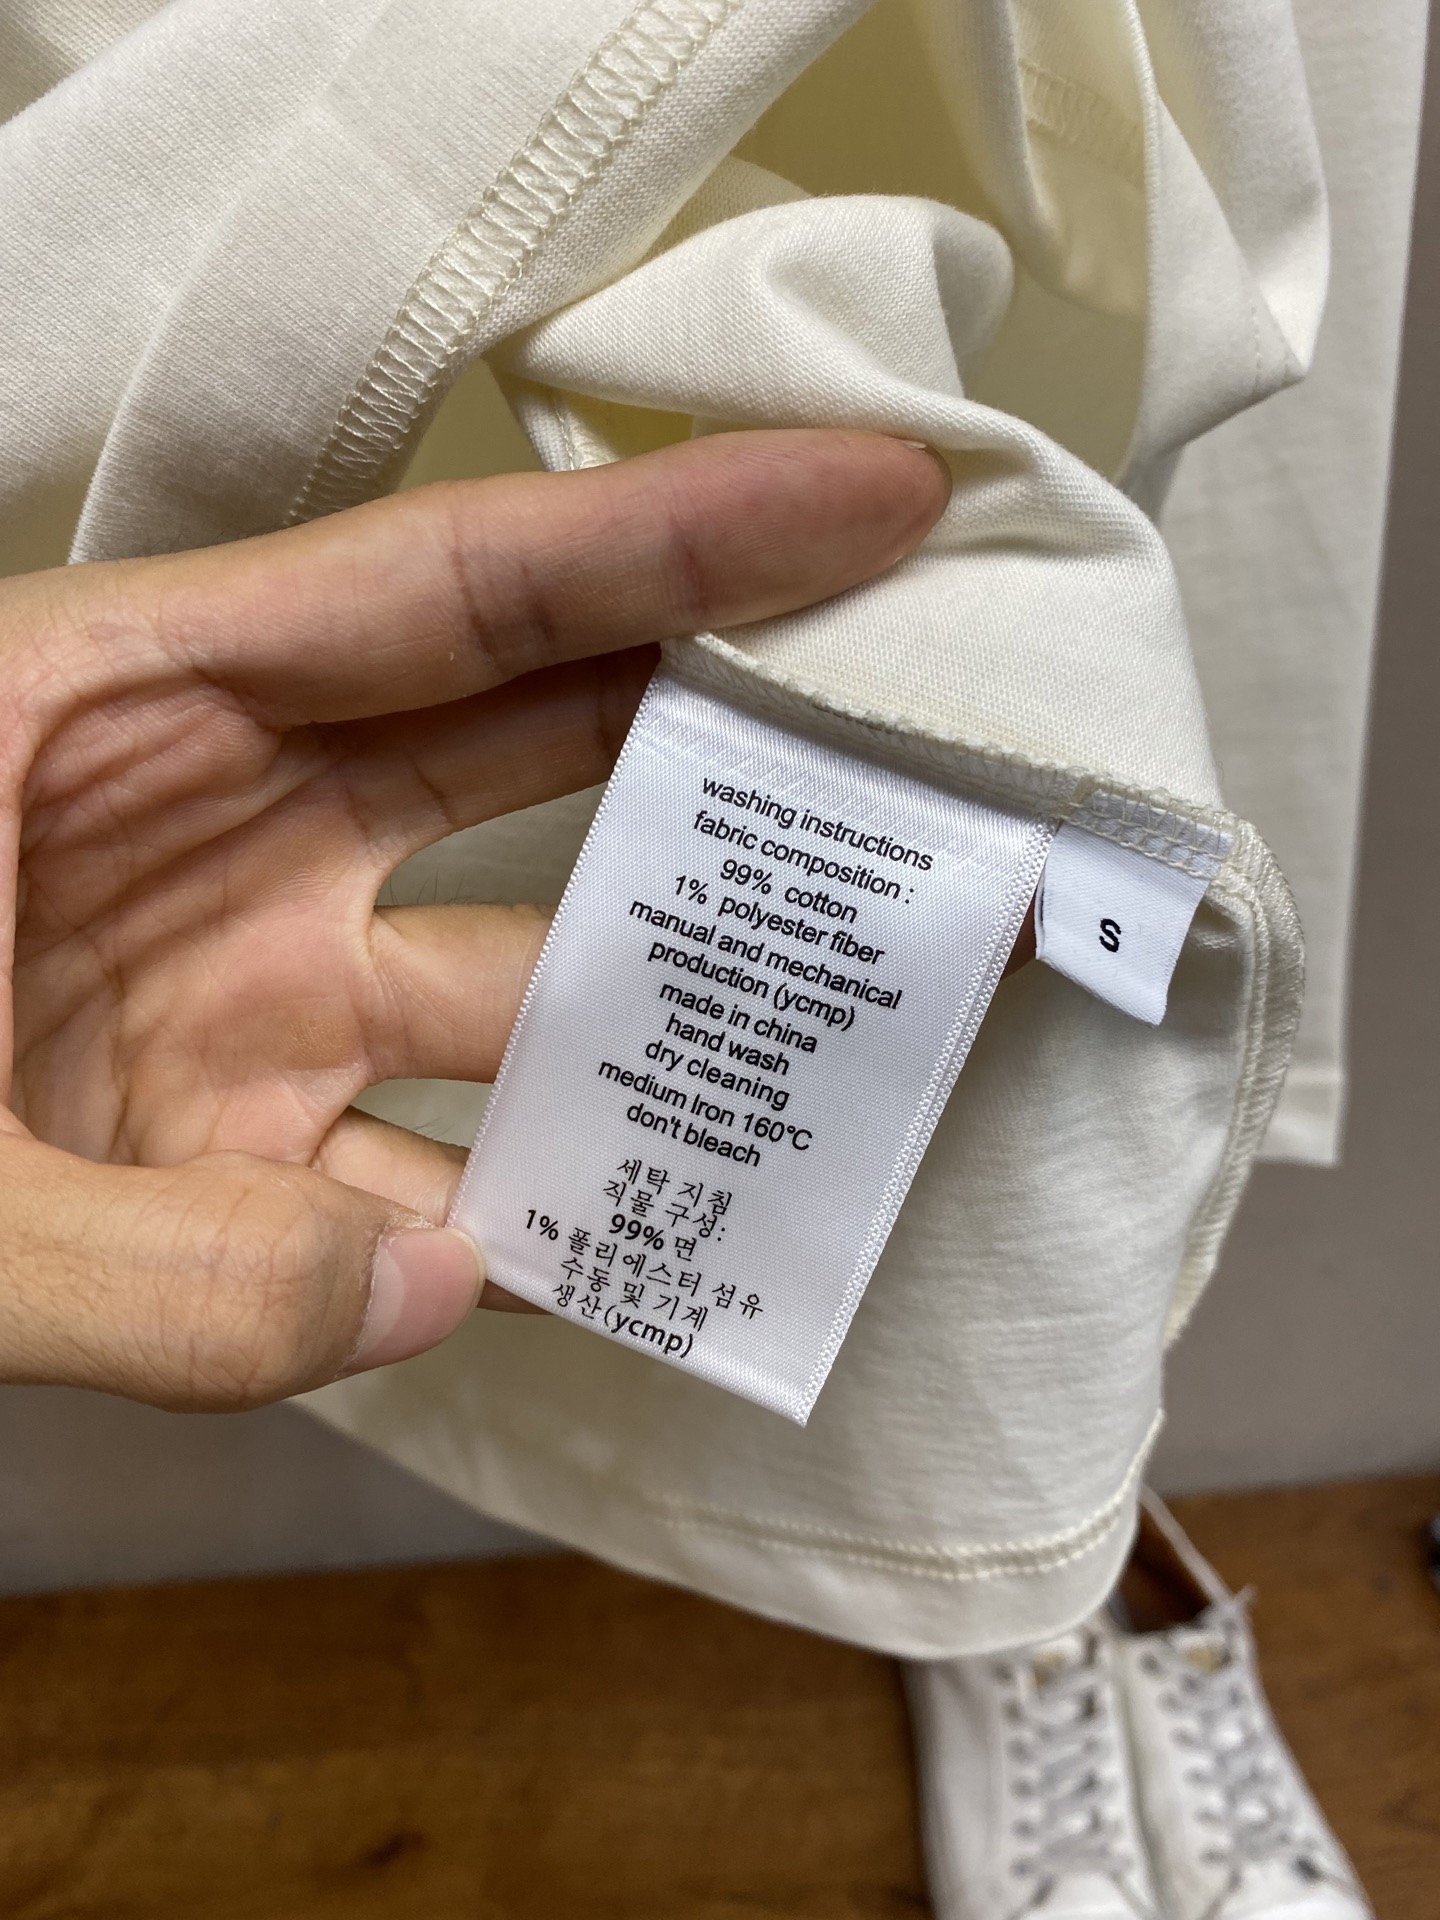 washing instructions
fabric composition :
99% cotton
1% polyester fiber
manual and mechanical
production (ycmp)
made in china
hand wash
dry cleaning
medium Iron 160°C
don't bleach
세탁 지침
직물 구성:
99% 면
1% 폴리에스터 섬유
수동 및 기계
생산(ycmp)
S